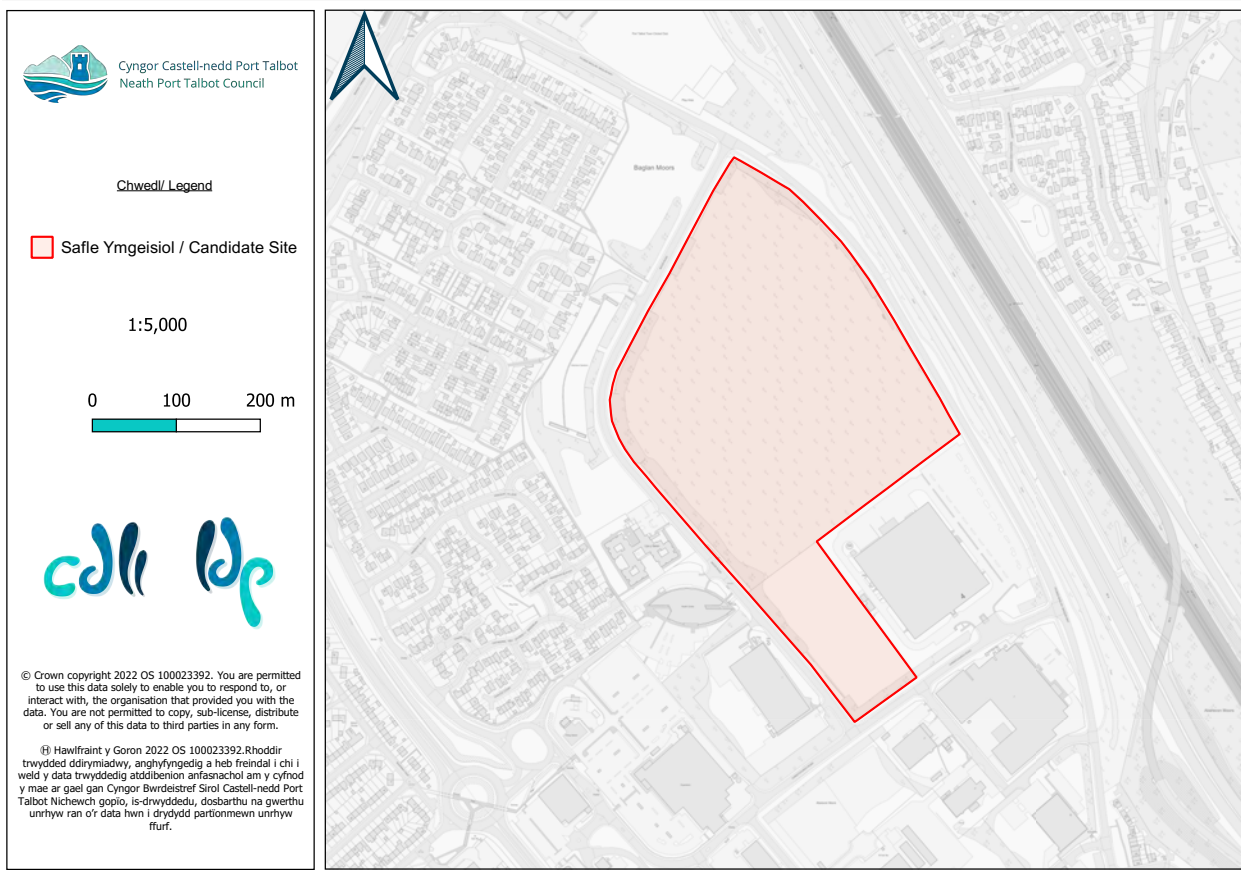 Cyngor Castell-nedd Port Talbot
Neath Port Talbot Council
Chwedl/ Legend
Safle Ymgeisiol / Candidate Site
1:5,000
0 100 200 m
cdll ldp
© Crown copyright 2022 OS 100023392. You are permitted
to use this data solely to enable you to respond to, or
interact with, the organisation that provided you with the
data. You are not permitted to copy, sub-license, distribute
or sell any of this data to third parties in any form.
Ⓗ Hawlfraint y Goron 2022 OS 100023392.Rhoddir
trwydded ddirymiadwy, anghyfyngedig a heb freindal i chi i
weld y data trwyddedig atddibenion anfasnachol am y cyfnod
y mae ar gael gan Cyngor Bwrdeistref Sirol Castell-nedd Port
Talbot Nichewch gopïo, is-drwyddedu, dosbarthu na gwerthu
unrhyw ran o'r data hwn i drydydd partïonmewn unrhyw
ffurf.
Baglan Moors